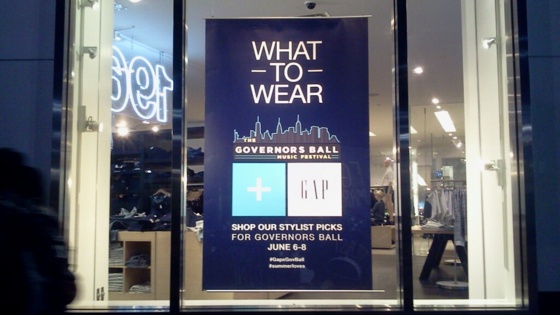 WHAT
TO
WEAR
THE
GOVERNORS BALL
MUSIC FESTIVAL
+
GAP
SHOP OUR STYLIST PICKS
FOR GOVERNORS BALL
JUNE 6-8
#GapxGovBall
#summerloves
196